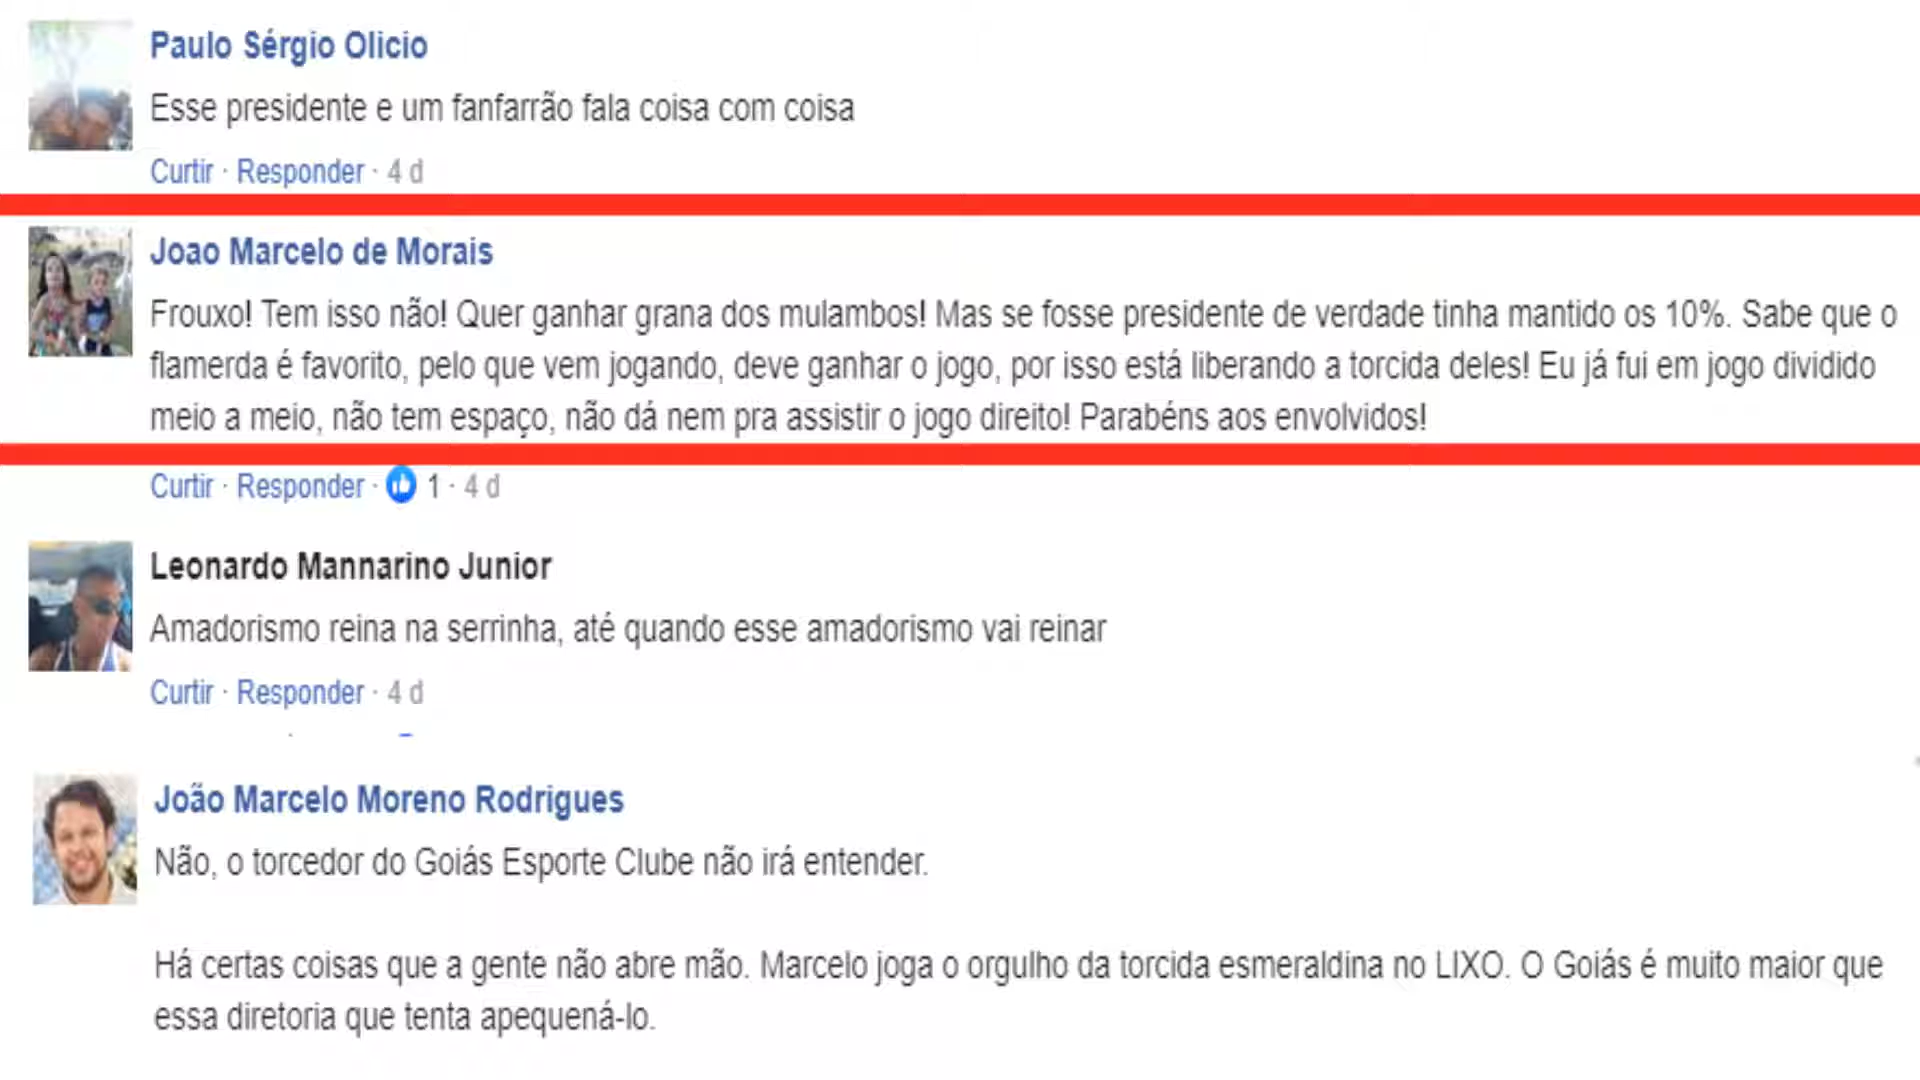 Paulo Sérgio Olicio
Esse presidente e um fanfarrão fala coisa com coisa
Curtir · Responder · 4 d
Joao Marcelo de Morais
Frouxo! Tem isso não! Quer ganhar grana dos mulambos! Mas se fosse presidente de verdade tinha mantido os 10%. Sabe que o
flamerda é favorito, pelo que vem jogando, deve ganhar o jogo, por isso está liberando a torcida deles! Eu já fui em jogo dividido
meio a meio, não tem espaço, não dá nem pra assistir o jogo direito! Parabéns aos envolvidos!
Curtir · Responder · 1 · 4 d
Leonardo Mannarino Junior
Amadorismo reina na serrinha, até quando esse amadorismo vai reinar
Curtir · Responder · 4 d
João Marcelo Moreno Rodrigues
Não, o torcedor do Goiás Esporte Clube não irá entender.
Há certas coisas que a gente não abre mão. Marcelo joga o orgulho da torcida esmeraldina no LIXO. O Goiás é muito maior que
essa diretoria que tenta apequená-lo.